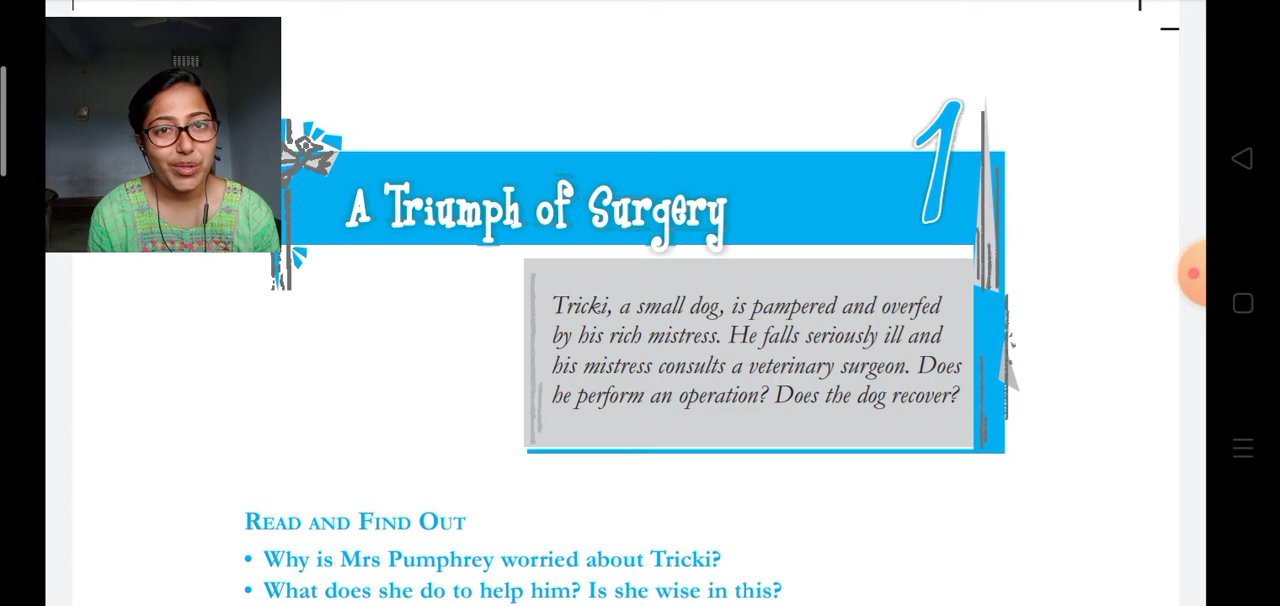 1
A Triumph of Surgery
Tricki, a small dog, is pampered and overfed
by his rich mistress. He falls seriously ill and
his mistress consults a veterinary surgeon. Does
he perform an operation? Does the dog recover?
READ AND FIND OUT
• Why is Mrs Pumphrey worried about Tricki?
• What does she do to help him? Is she wise in this?